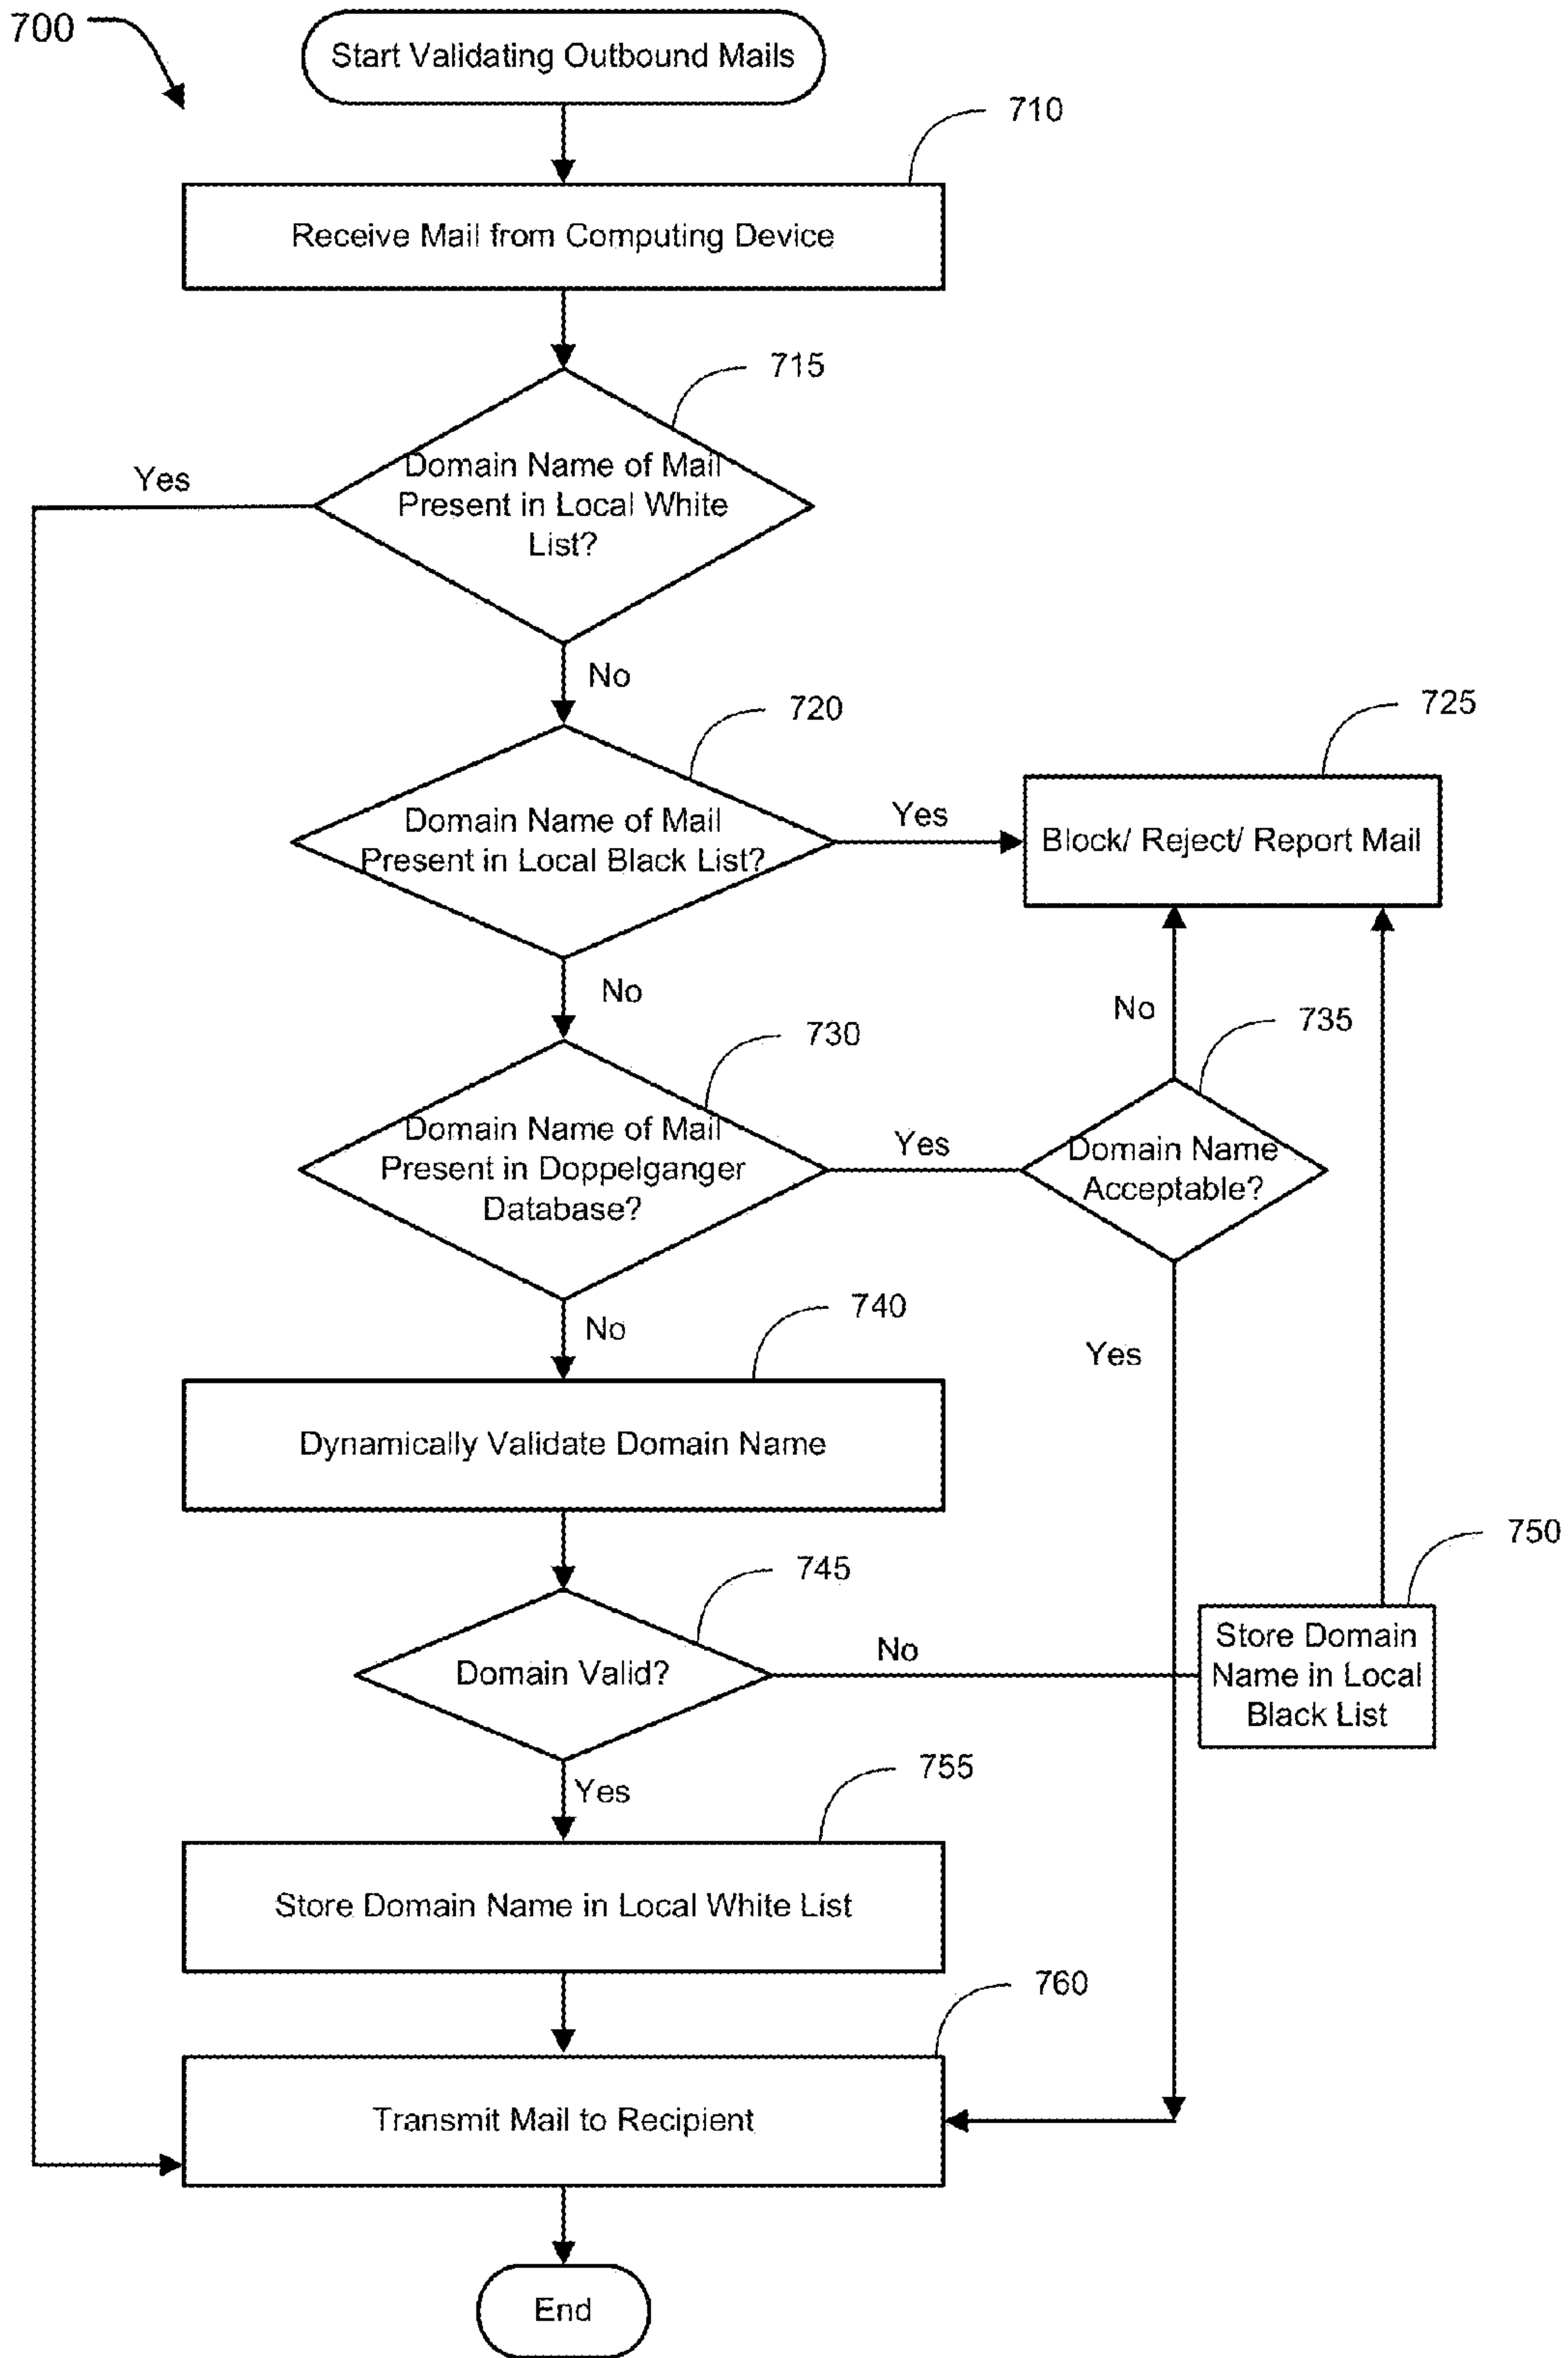 700
Start Validating Outbound Mails
710
Receive Mail from Computing Device
715
Domain Name of Mail
Present in Local White
List?
Yes
No
720
Domain Name of Mail
Present in Local Black List?
Yes
725
Block/ Reject/ Report Mail
No
730
Domain Name of Mail
Present in Doppelganger
Database?
Yes
No
735
Domain Name
Acceptable?
No
Yes
740
Dynamically Validate Domain Name
745
Domain Valid?
No
750
Store Domain
Name in Local
Black List
Yes
755
Store Domain Name in Local White List
760
Transmit Mail to Recipient
End